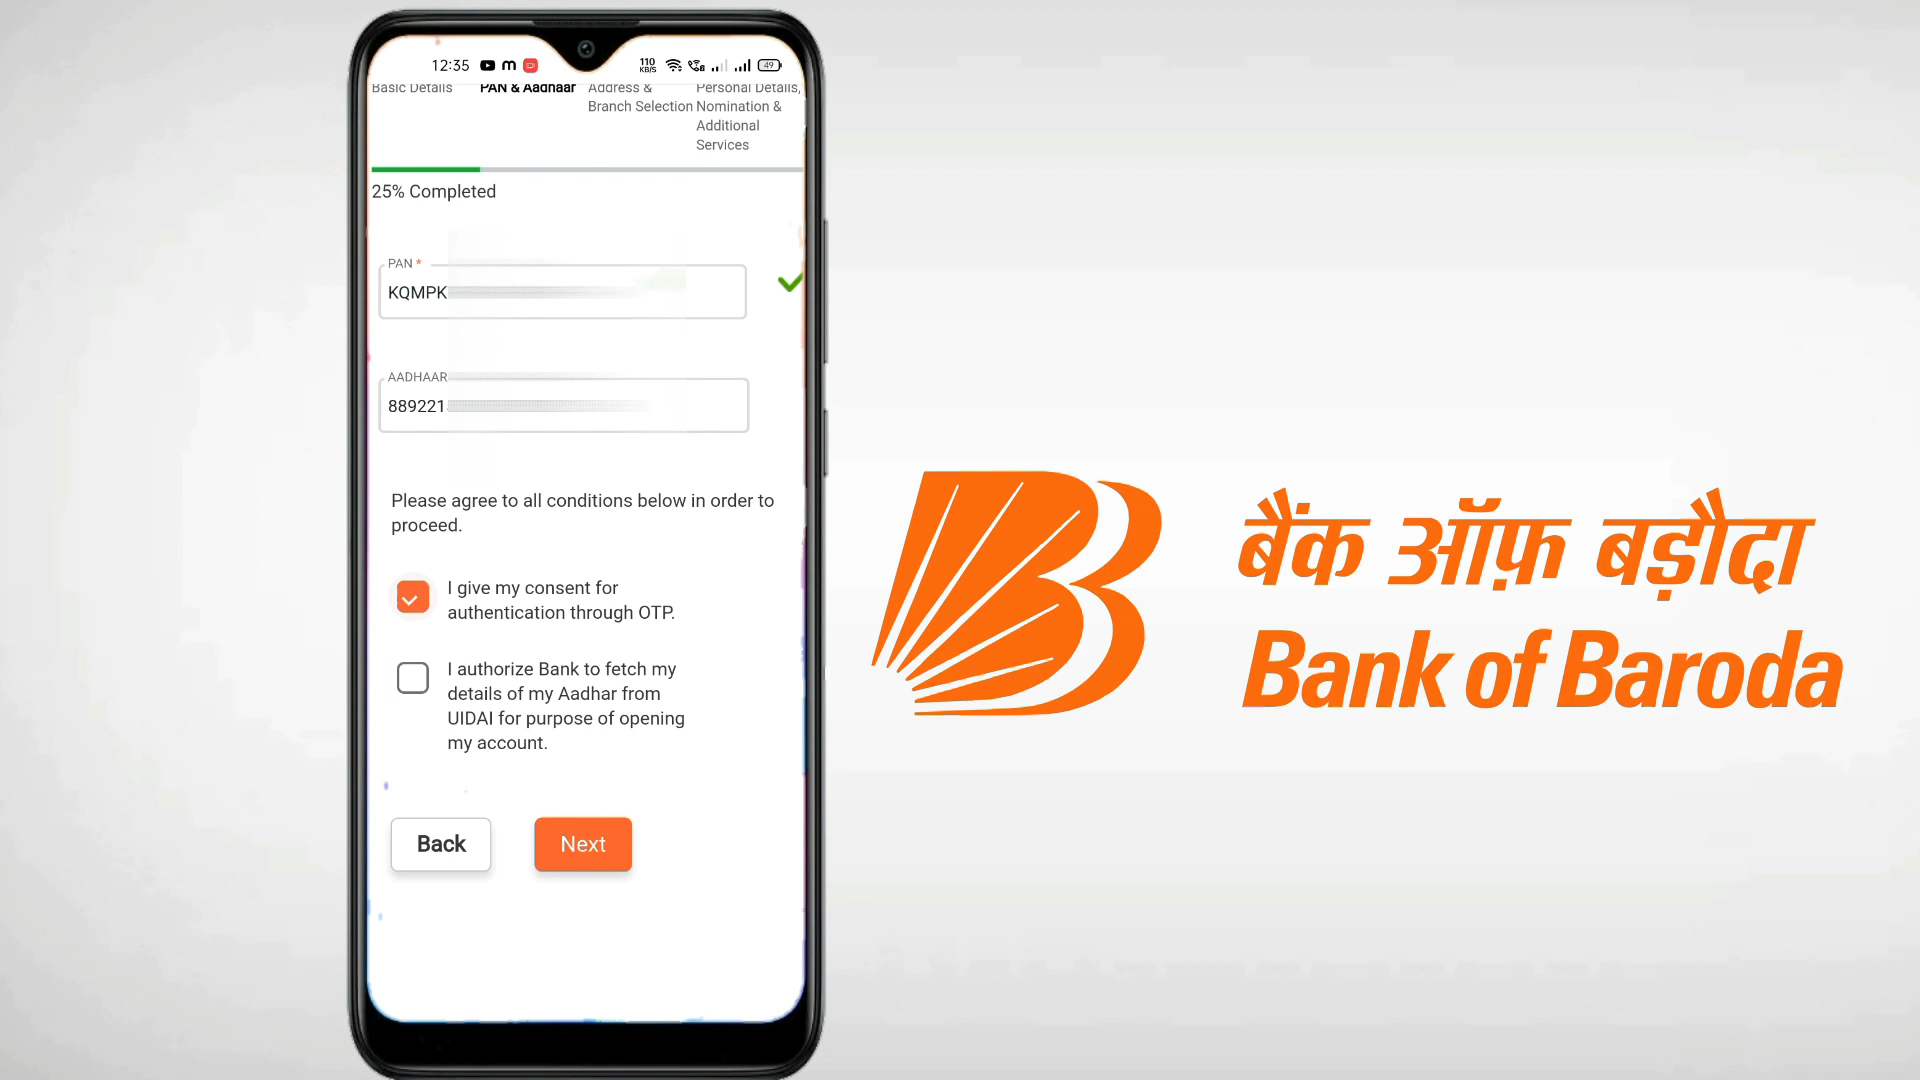 12:35
110
KB/S
49
Basic Details
PAN & Aadhaar
Address &
Branch Selection
Personal Details,
Nomination &
Additional
Services
25% Completed
PAN *
KQMPK
AADHAAR
889221
Please agree to all conditions below in order to
proceed.
I give my consent for
authentication through OTP.
I authorize Bank to fetch my
details of my Aadhar from
UIDAI for purpose of opening
my account.
Back
Next
बैंक ऑफ़ बड़ौदा
Bank of Baroda